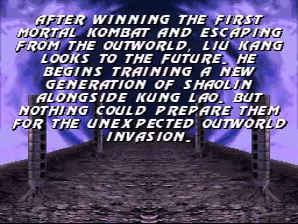 AFTER WINNING THE FIRST
MORTAL KOMBAT AND ESCAPING
FROM THE OUTWORLD, LIU KANG
LOOKS TO THE FUTURE. HE
BEGINS TRAINING A NEW
GENERATION OF SHAOLIN
ALONGSIDE KUNG LAO. BUT
NOTHING COULD PREPARE THEM
FOR THE UNEXPECTED OUTWORLD
INVASION.